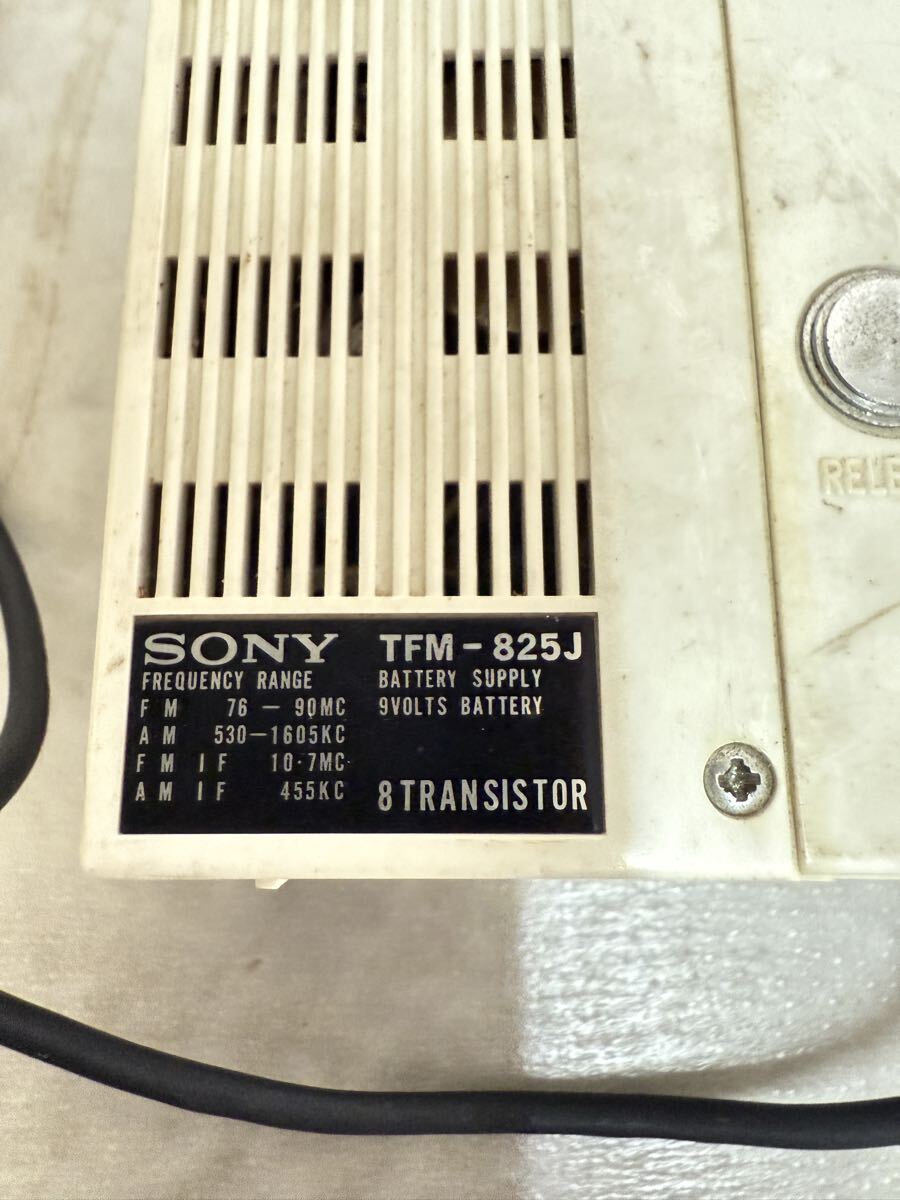 RELE
SONY TFM-825J
FREQUENCY RANGE BATTERY SUPPLY
FM 76 — 90MC 9VOLTS BATTERY
AM 530—1605KC
FM IF 10·7MC
AM IF 455KC 8TRANSISTOR